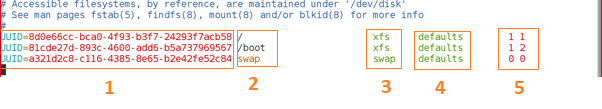 # Accessible filesystems, by reference, are maintained under '/dev/disk'
# See man pages fstab(5), findfs(8), mount(8) and/or blkid(8) for more info
#
UUID=8d0e66cc-bca0-4f93-b3f7-24293f7acb58 / xfs defaults 1 1
UUID=81cde27d-893c-4600-add6-b5a737969567 /boot xfs defaults 1 2
UUID=a321d2c8-c116-4385-8e65-b2e42fe52c84 swap swap defaults 0 0
1 2 3 4 5